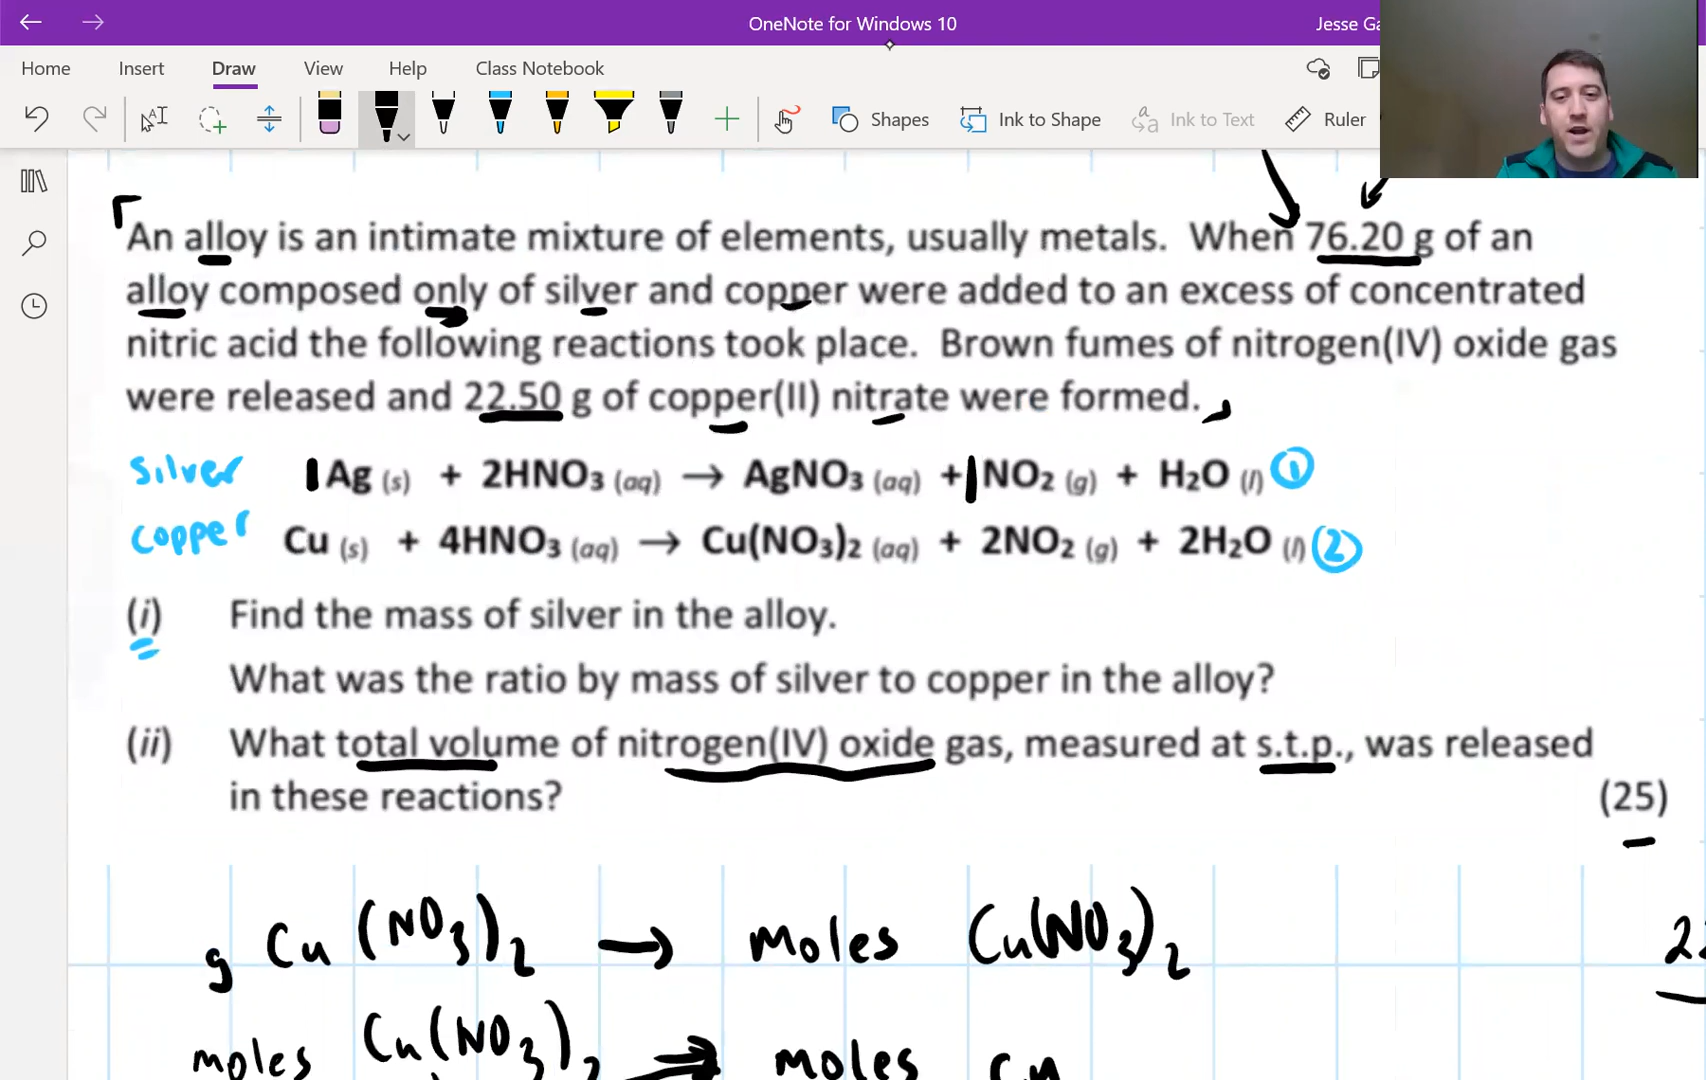 OneNote for Windows 10
Jesse Ga
Home Insert Draw View Help Class Notebook
Shapes Ink to Shape Ink to Text Ruler
An alloy is an intimate mixture of elements, usually metals. When 76.20 g of an
alloy composed only of silver and copper were added to an excess of concentrated
nitric acid the following reactions took place. Brown fumes of nitrogen(IV) oxide gas
were released and 22.50 g of copper(II) nitrate were formed.
silver 1Ag (s) + 2HNO₃ (aq) → AgNO₃ (aq) + 1NO₂ (g) + H₂O (l) ①
copper Cu (s) + 4HNO₃ (aq) → Cu(NO₃)₂ (aq) + 2NO₂ (g) + 2H₂O (l) ②
(i) Find the mass of silver in the alloy.
What was the ratio by mass of silver to copper in the alloy?
(ii) What total volume of nitrogen(IV) oxide gas, measured at s.t.p., was released
in these reactions? (25)
g Cu(NO₃)₂ → moles Cu(NO₃)₂
moles Cu(NO₃)₂ → moles Cu